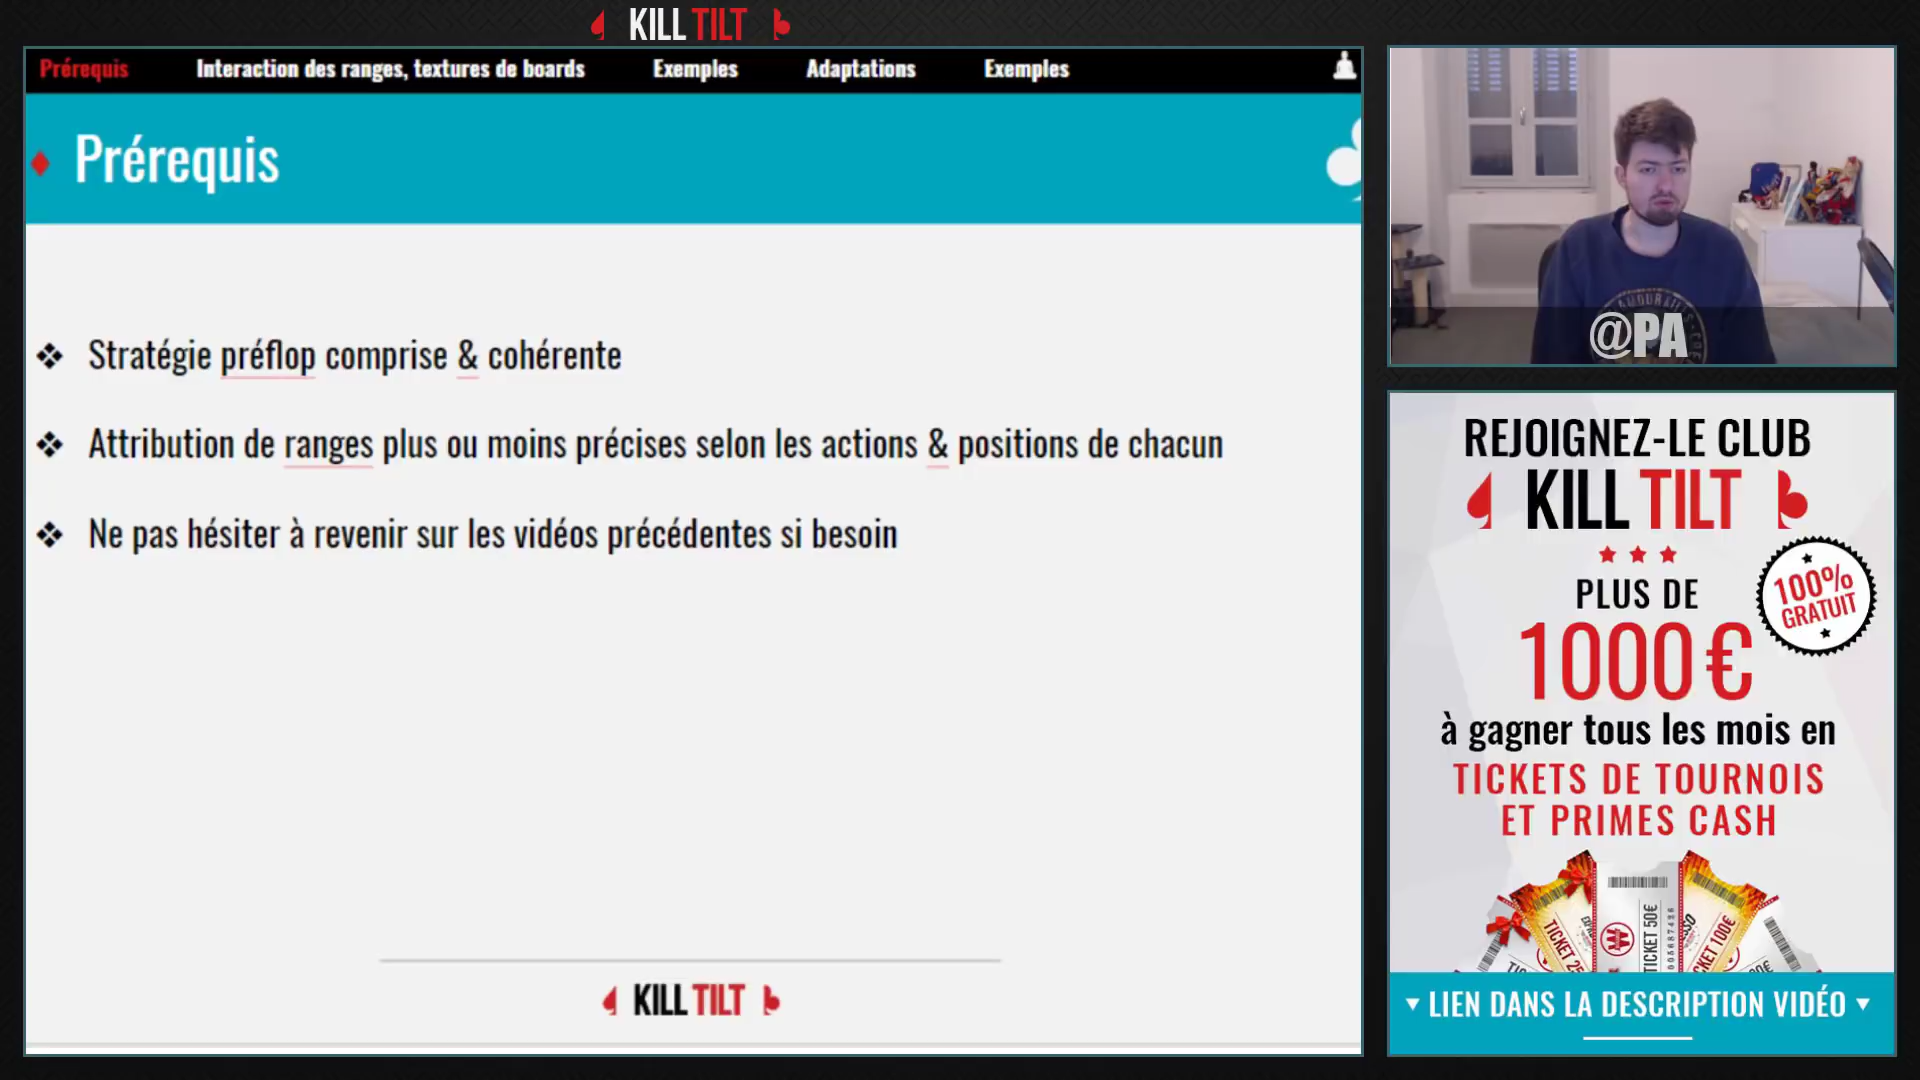 KILL TILT
Prérequis
Interaction des ranges, textures de boards
Exemples
Adaptations
Exemples
Prérequis
Stratégie préflop comprise & cohérente
Attribution de ranges plus ou moins précises selon les actions & positions de chacun
Ne pas hésiter à revenir sur les vidéos précédentes si besoin
KILL TILT
@PA
REJOIGNEZ-LE CLUB
KILL TILT
PLUS DE
100%
GRATUIT
1000€
à gagner tous les mois en
TICKETS DE TOURNOIS
ET PRIMES CASH
TICKET 50€
LIEN DANS LA DESCRIPTION VIDÉO